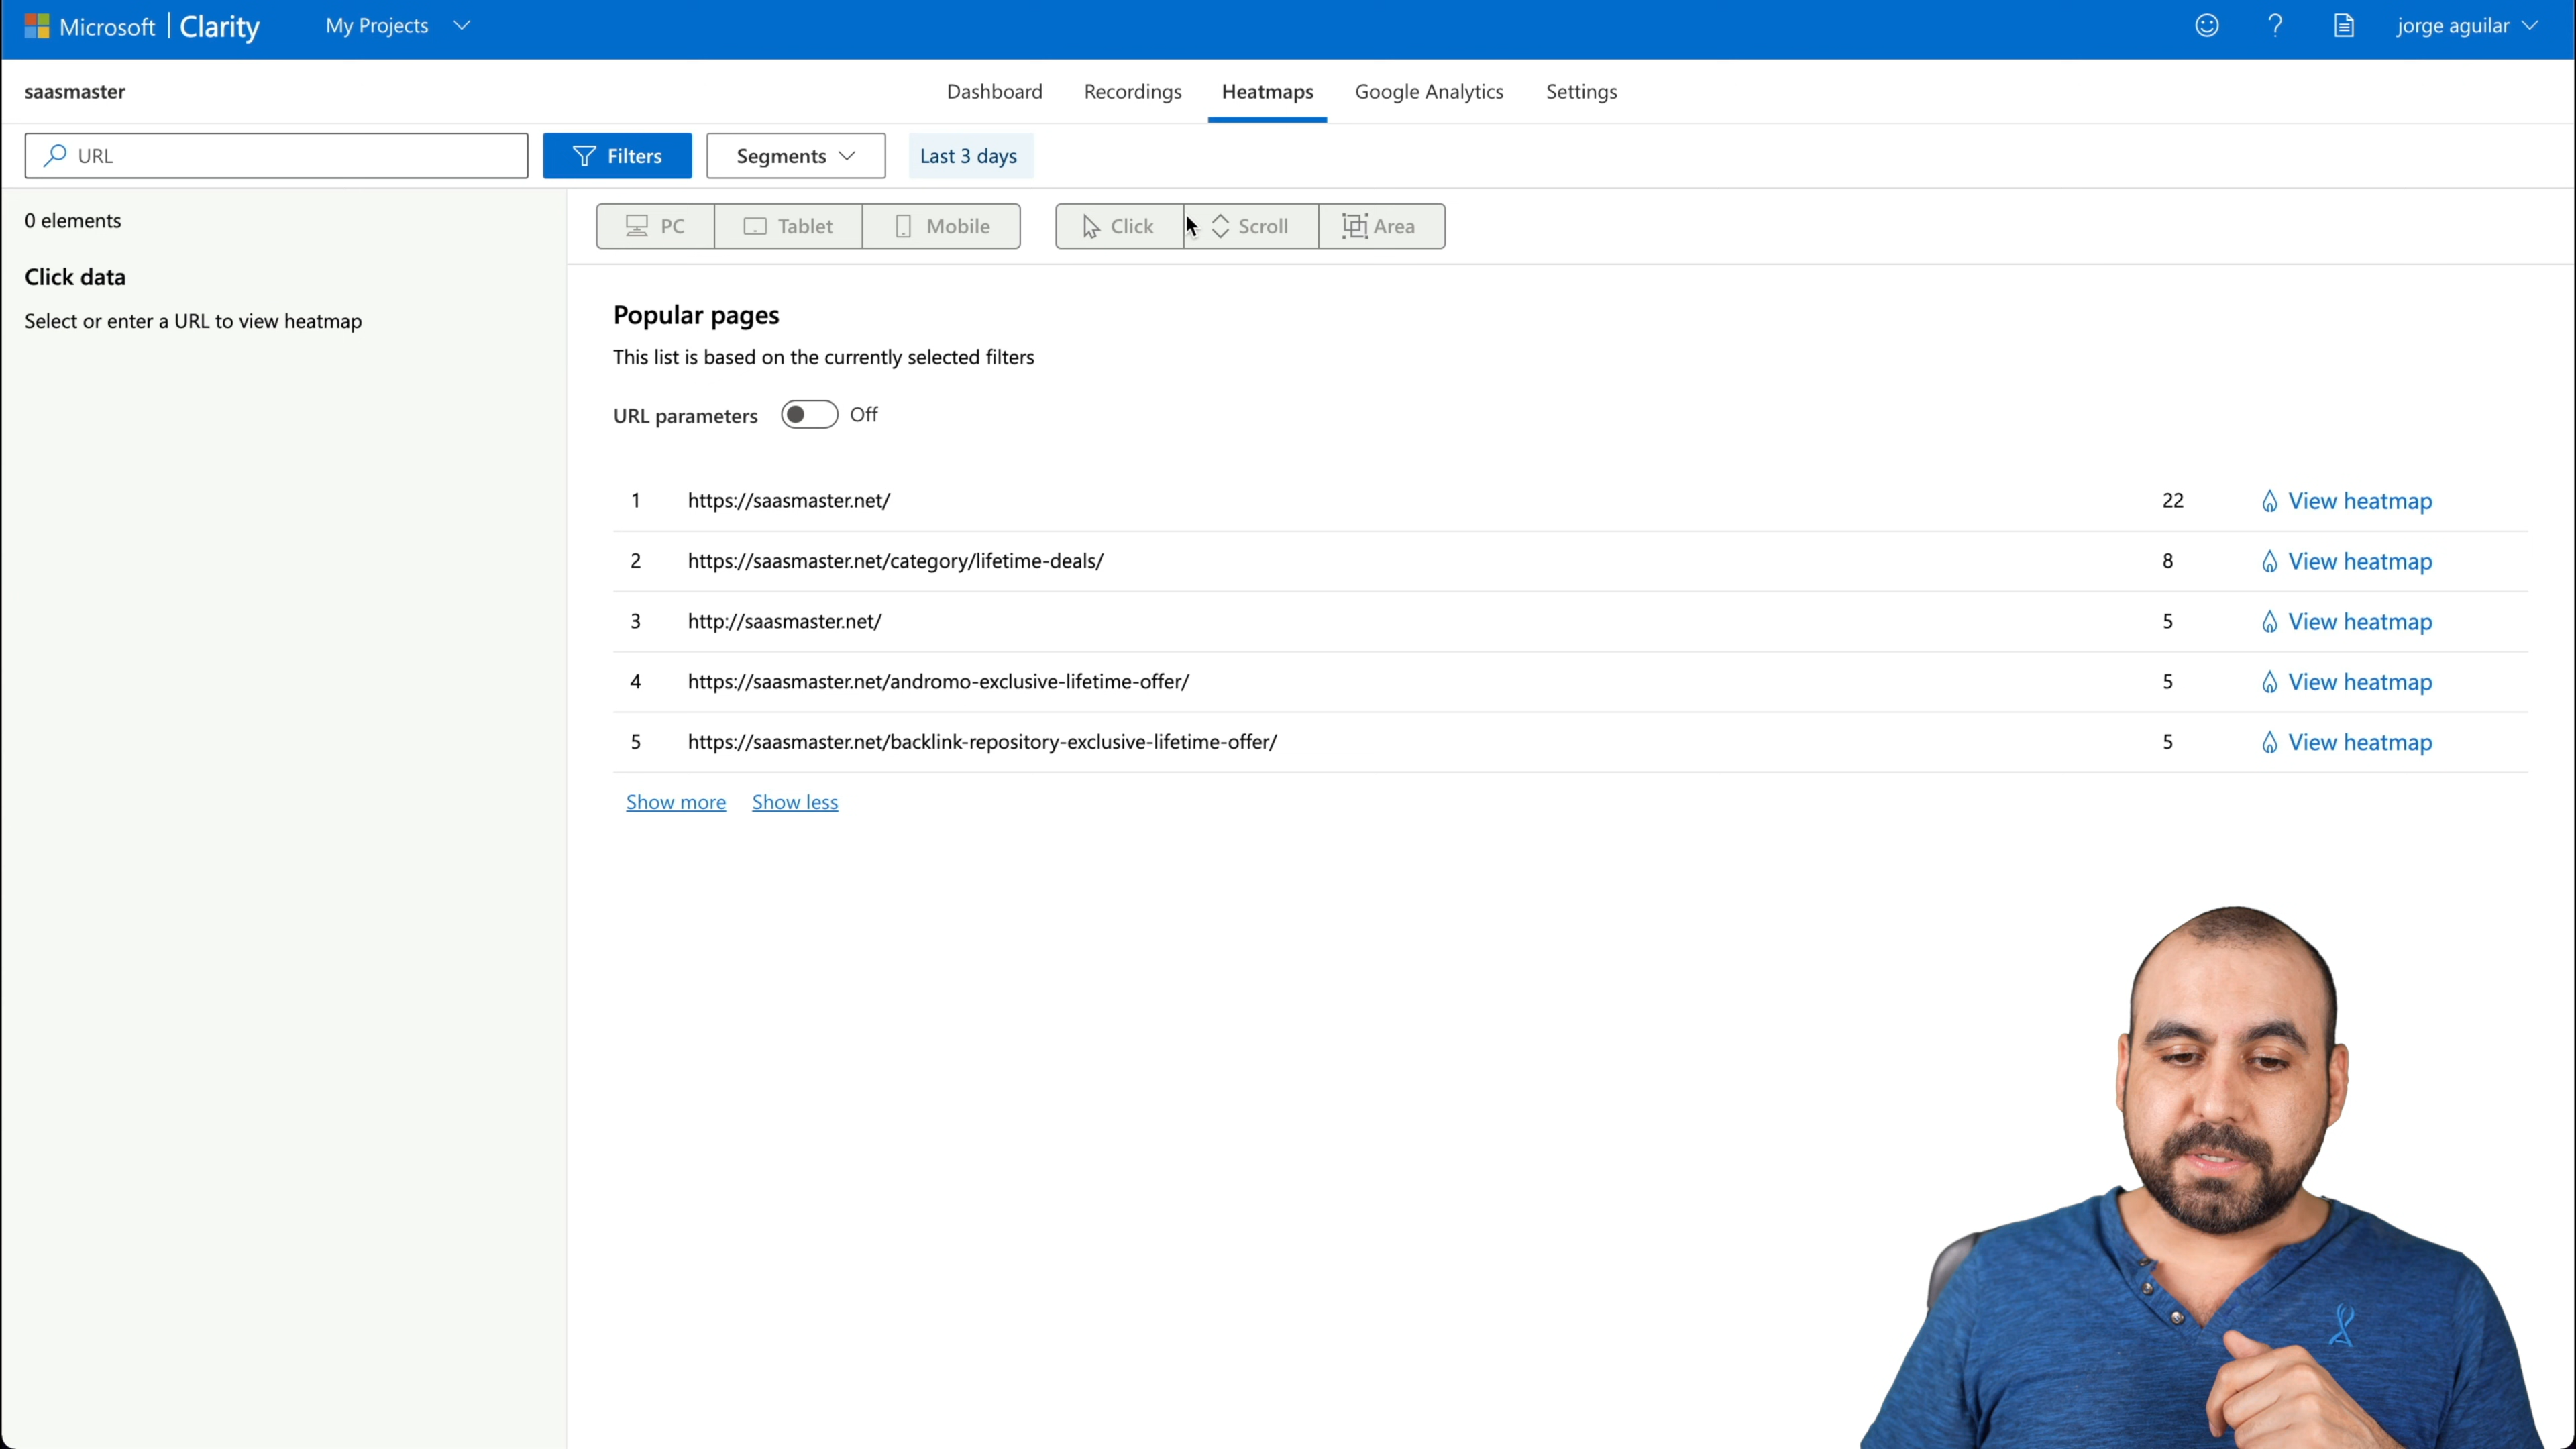 Microsoft | Clarity My Projects jorge aguilar
saasmaster Dashboard Recordings Heatmaps Google Analytics Settings
URL Filters Segments Last 3 days
0 elements
PC Tablet Mobile Click Scroll Area
Click data
Select or enter a URL to view heatmap
Popular pages
This list is based on the currently selected filters
URL parameters Off
1 https://saasmaster.net/ 22 View heatmap
2 https://saasmaster.net/category/lifetime-deals/ 8 View heatmap
3 http://saasmaster.net/ 5 View heatmap
4 https://saasmaster.net/andromo-exclusive-lifetime-offer/ 5 View heatmap
5 https://saasmaster.net/backlink-repository-exclusive-lifetime-offer/ 5 View heatmap
Show more Show less